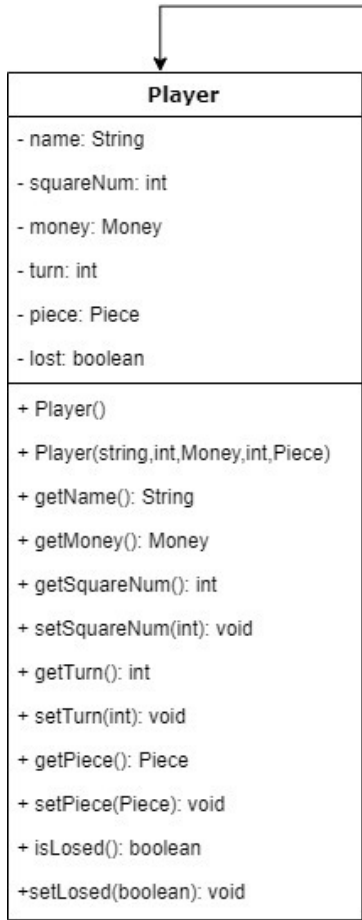 Player
- name: String
- squareNum: int
- money: Money
- turn: int
- piece: Piece
- lost: boolean
+ Player()
+ Player(string,int,Money,int,Piece)
+ getName(): String
+ getMoney(): Money
+ getSquareNum(): int
+ setSquareNum(int): void
+ getTurn(): int
+ setTurn(int): void
+ getPiece(): Piece
+ setPiece(Piece): void
+ isLosed(): boolean
+setLosed(boolean): void